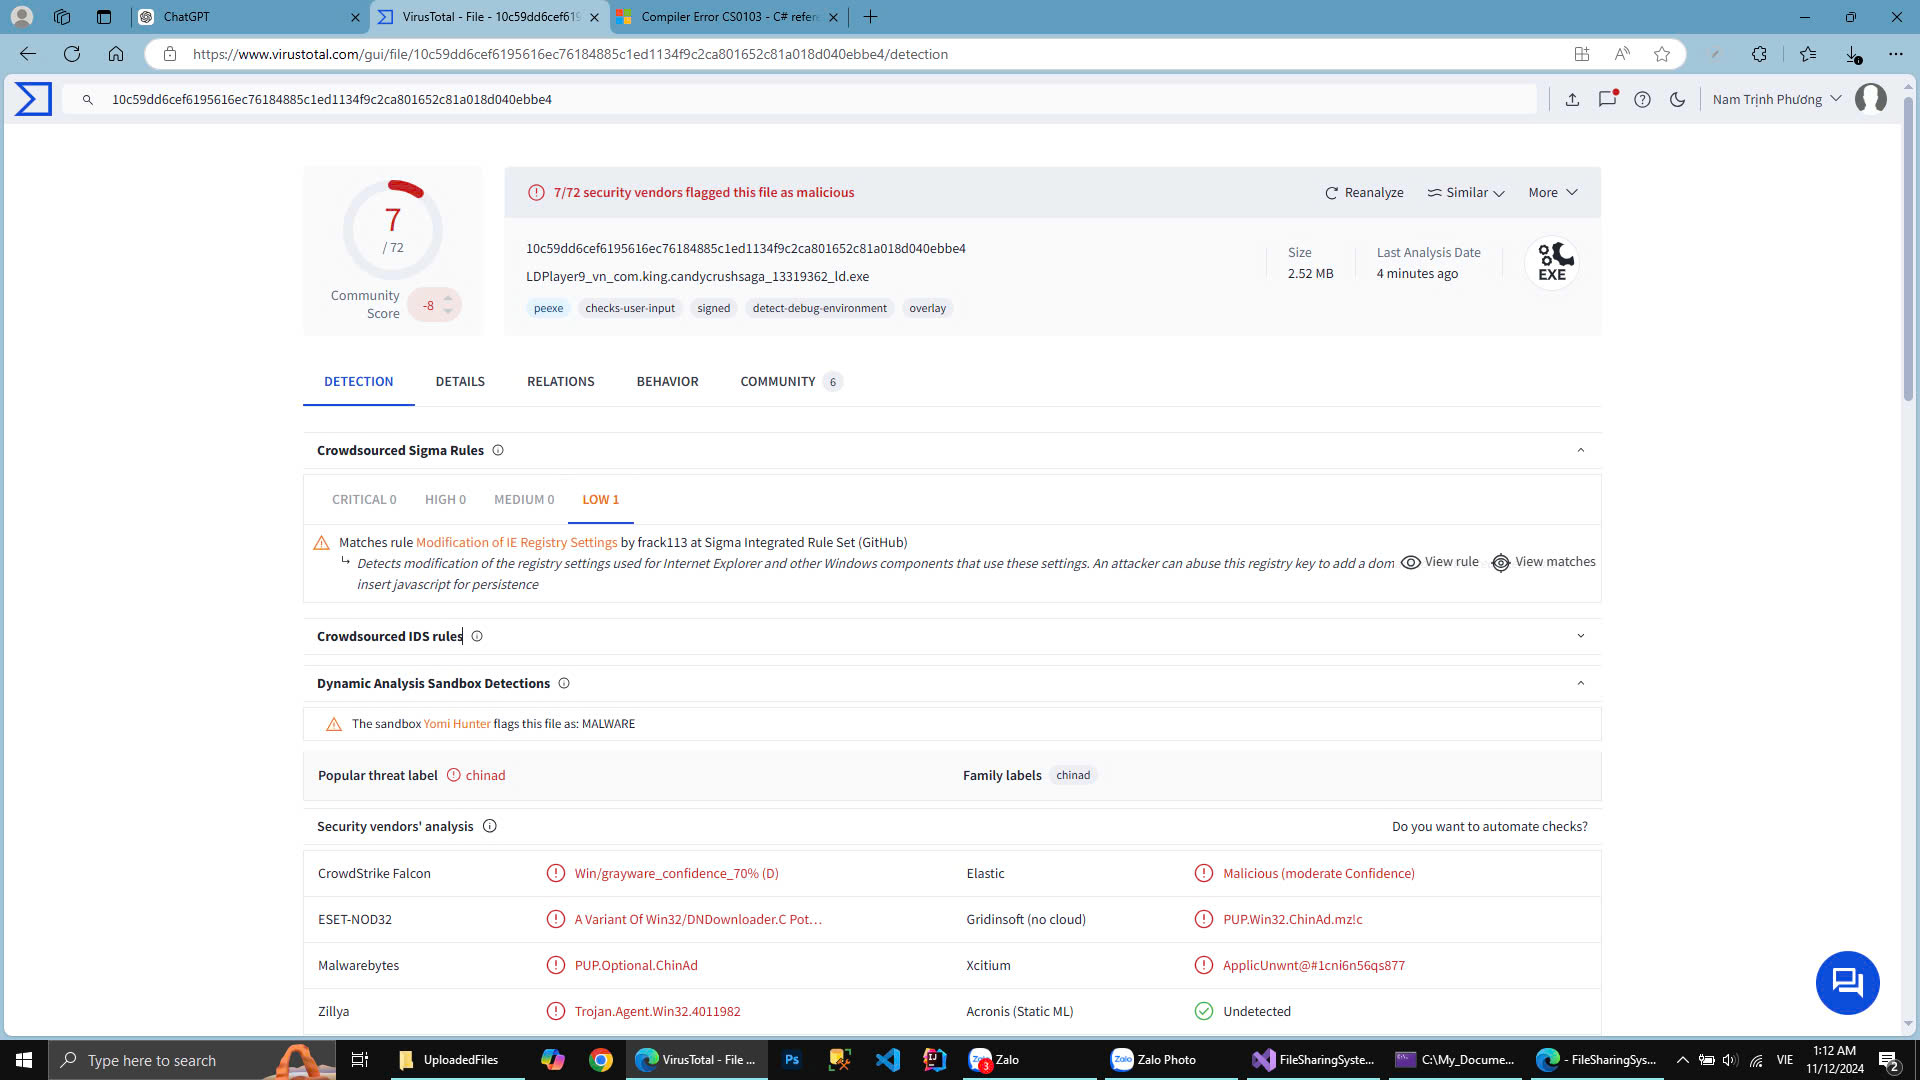 ChatGPT
VirusTotal - File - 10c59dd6cef619
Compiler Error CS0103 - C# refere
https://www.virustotal.com/gui/file/10c59dd6cef6195616ec76184885c1ed1134f9c2ca801652c81a018d040ebbe4/detection
10c59dd6cef6195616ec76184885c1ed1134f9c2ca801652c81a018d040ebbe4
Nam Trịnh Phương
7
/ 72
Community
Score
-8
7/72 security vendors flagged this file as malicious
Reanalyze
Similar
More
10c59dd6cef6195616ec76184885c1ed1134f9c2ca801652c81a018d040ebbe4
LDPlayer9_vn_com.king.candycrushsaga_13319362_ld.exe
peexe
checks-user-input
signed
detect-debug-environment
overlay
Size
2.52 MB
Last Analysis Date
4 minutes ago
EXE
DETECTION
DETAILS
RELATIONS
BEHAVIOR
COMMUNITY 6
Crowdsourced Sigma Rules
CRITICAL 0
HIGH 0
MEDIUM 0
LOW 1
Matches rule Modification of IE Registry Settings by frack113 at Sigma Integrated Rule Set (GitHub)
Detects modification of the registry settings used for Internet Explorer and other Windows components that use these settings. An attacker can abuse this registry key to add a dom
insert javascript for persistence
View rule
View matches
Crowdsourced IDS rules
Dynamic Analysis Sandbox Detections
The sandbox Yomi Hunter flags this file as: MALWARE
Popular threat label
chinad
Family labels
chinad
Security vendors' analysis
Do you want to automate checks?
CrowdStrike Falcon
Win/grayware_confidence_70% (D)
Elastic
Malicious (moderate Confidence)
ESET-NOD32
A Variant Of Win32/DNDownloader.C Pot…
Gridinsoft (no cloud)
PUP.Win32.ChinAd.mz!c
Malwarebytes
PUP.Optional.ChinAd
Xcitium
ApplicUnwnt@#1cni6n56qs877
Zillya
Trojan.Agent.Win32.4011982
Acronis (Static ML)
Undetected
Type here to search
UploadedFiles
VirusTotal - File ...
Ps
Zalo
3
Zalo
Zalo
Zalo Photo
FileSharingSyste...
C:\My_Docume...
- FileSharingSys...
VIE
1:12 AM
11/12/2024
2